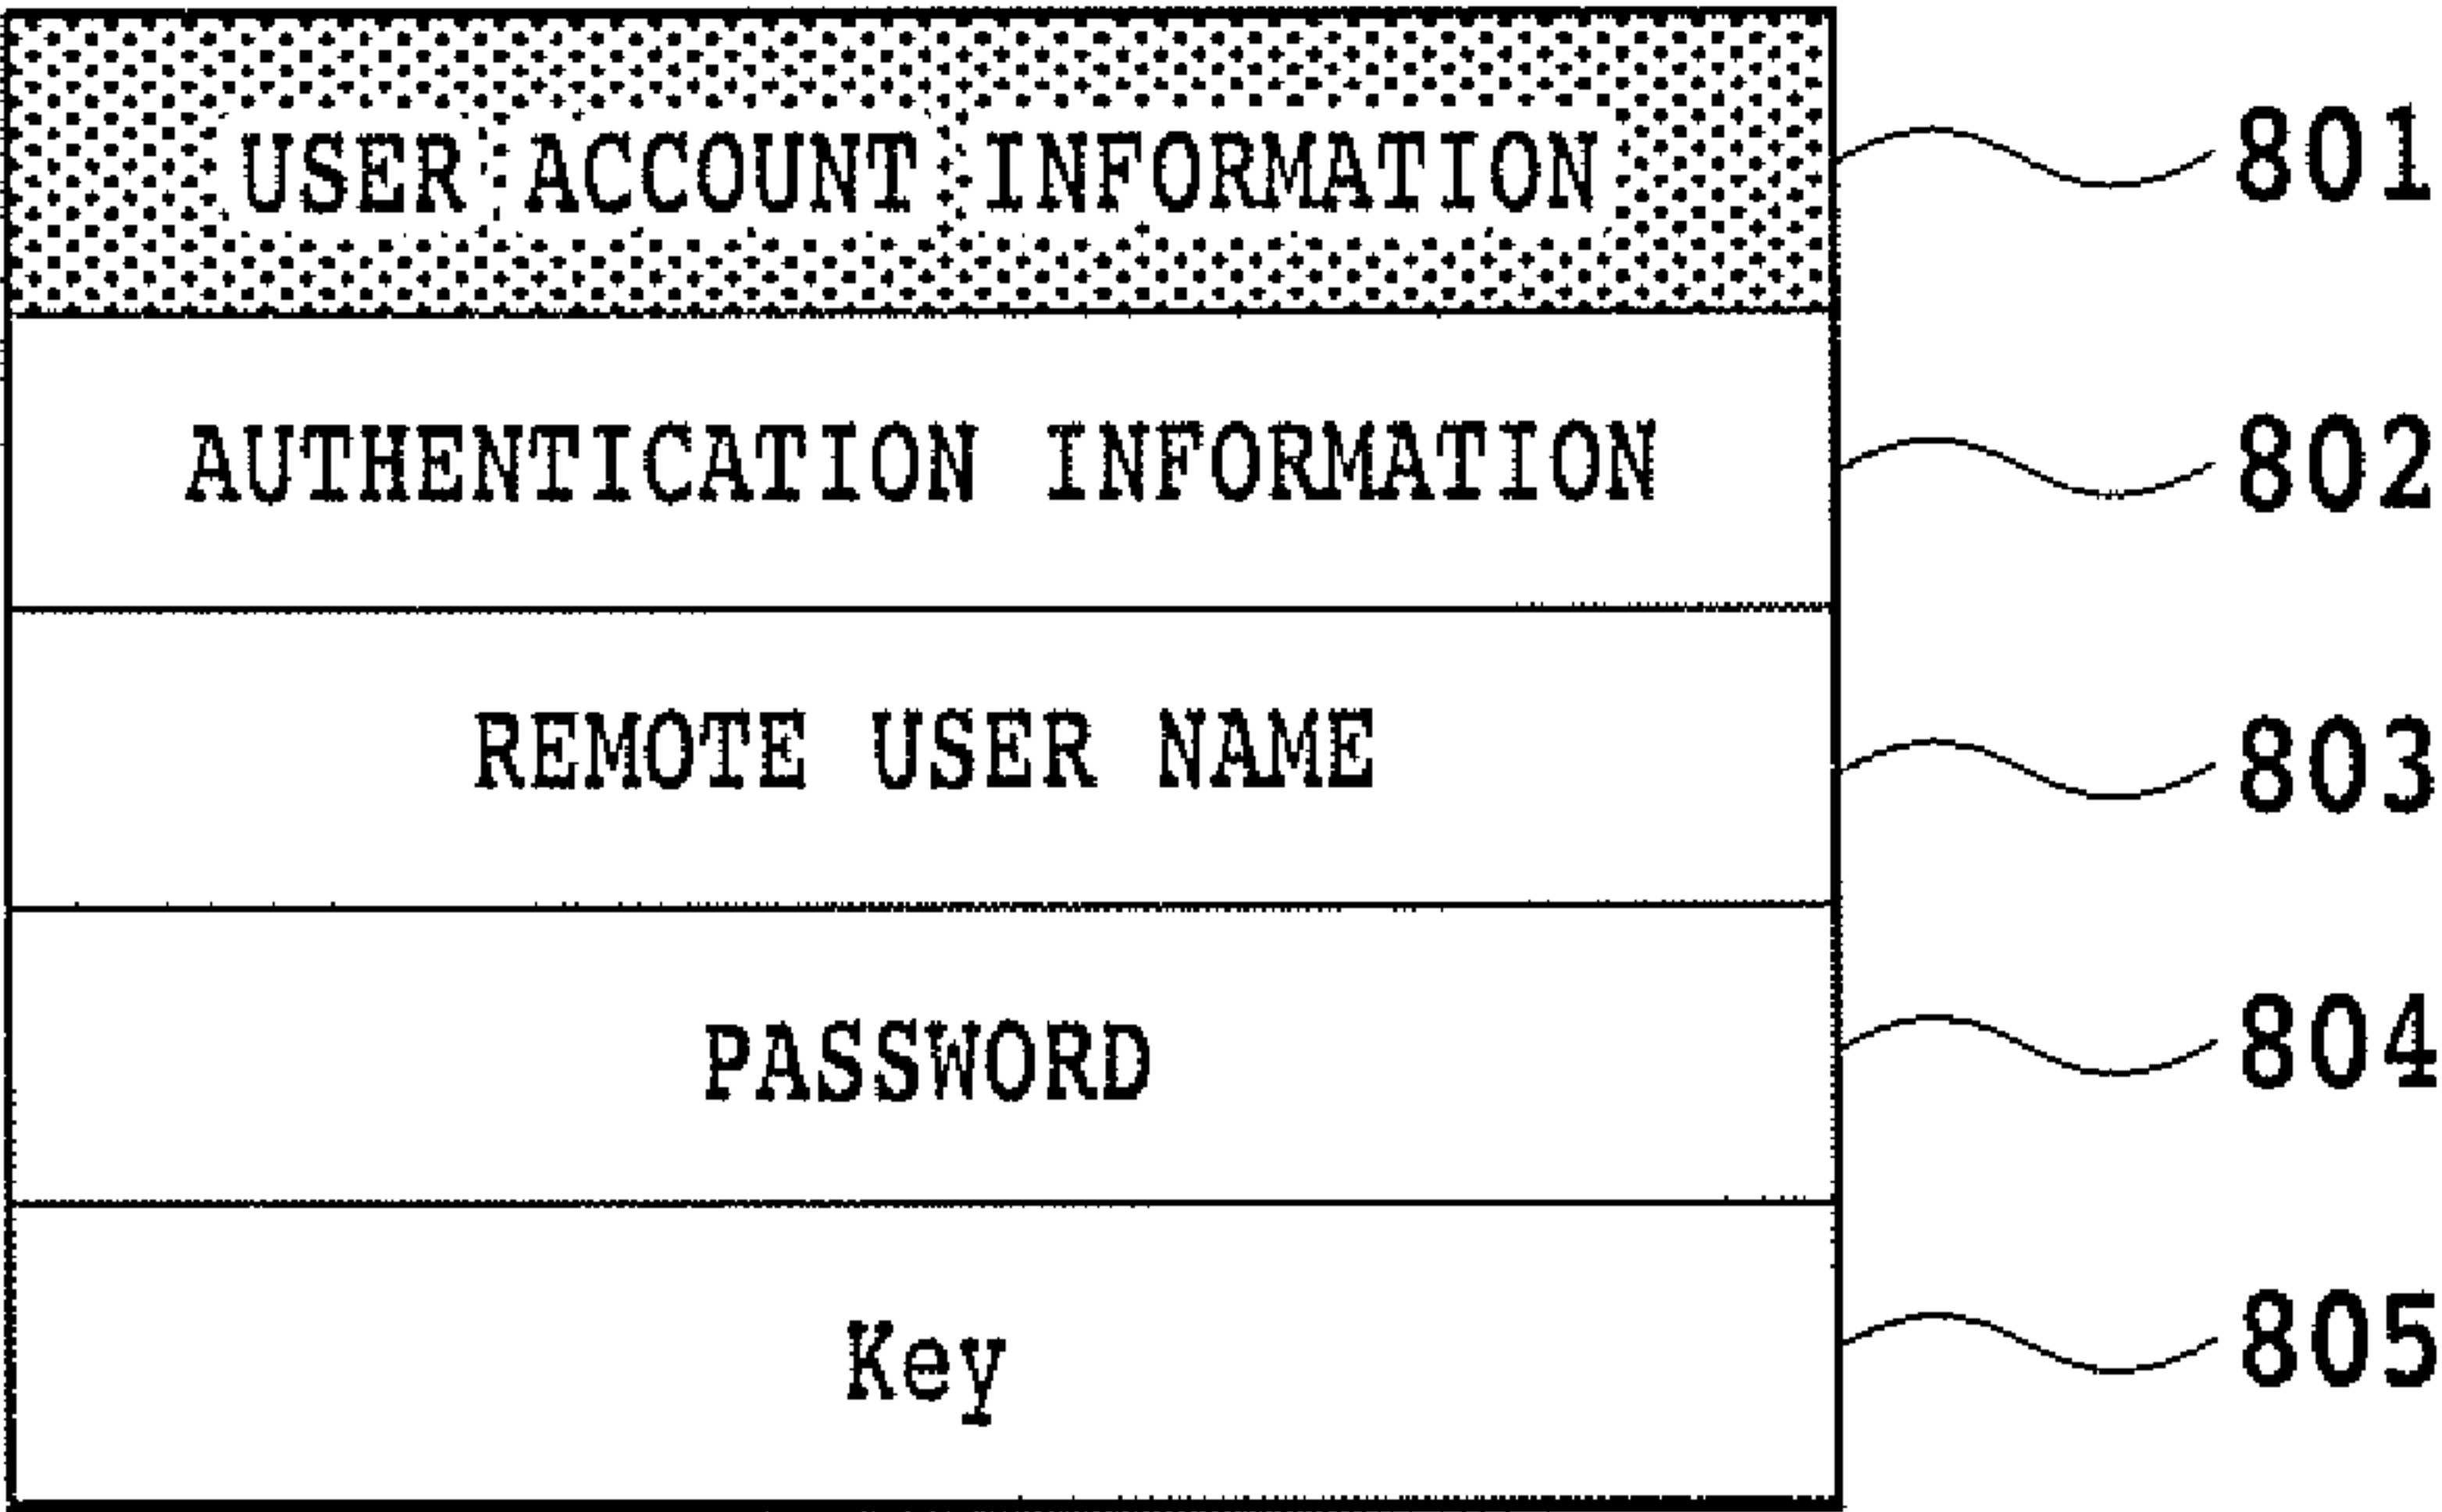 USER ACCOUNT INFORMATION 801
AUTHENTICATION INFORMATION 802
REMOTE USER NAME 803
PASSWORD 804
Key 805